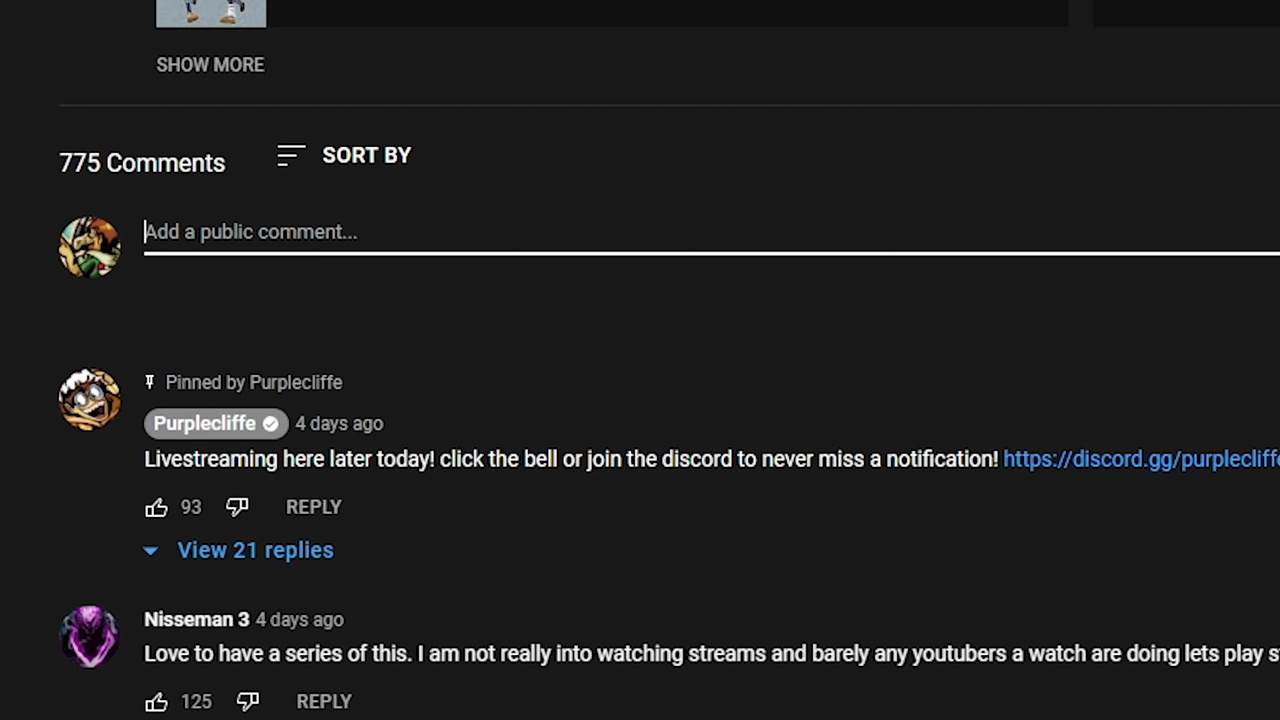 SHOW MORE
775 Comments
SORT BY
Add a public comment...
Pinned by Purplecliffe
Purplecliffe 4 days ago
Livestreaming here later today! click the bell or join the discord to never miss a notification! https://discord.gg/purplecliffe
93 REPLY
View 21 replies
Nisseman 3 4 days ago
Love to have a series of this. I am not really into watching streams and barely any youtubers a watch are doing lets play
125 REPLY